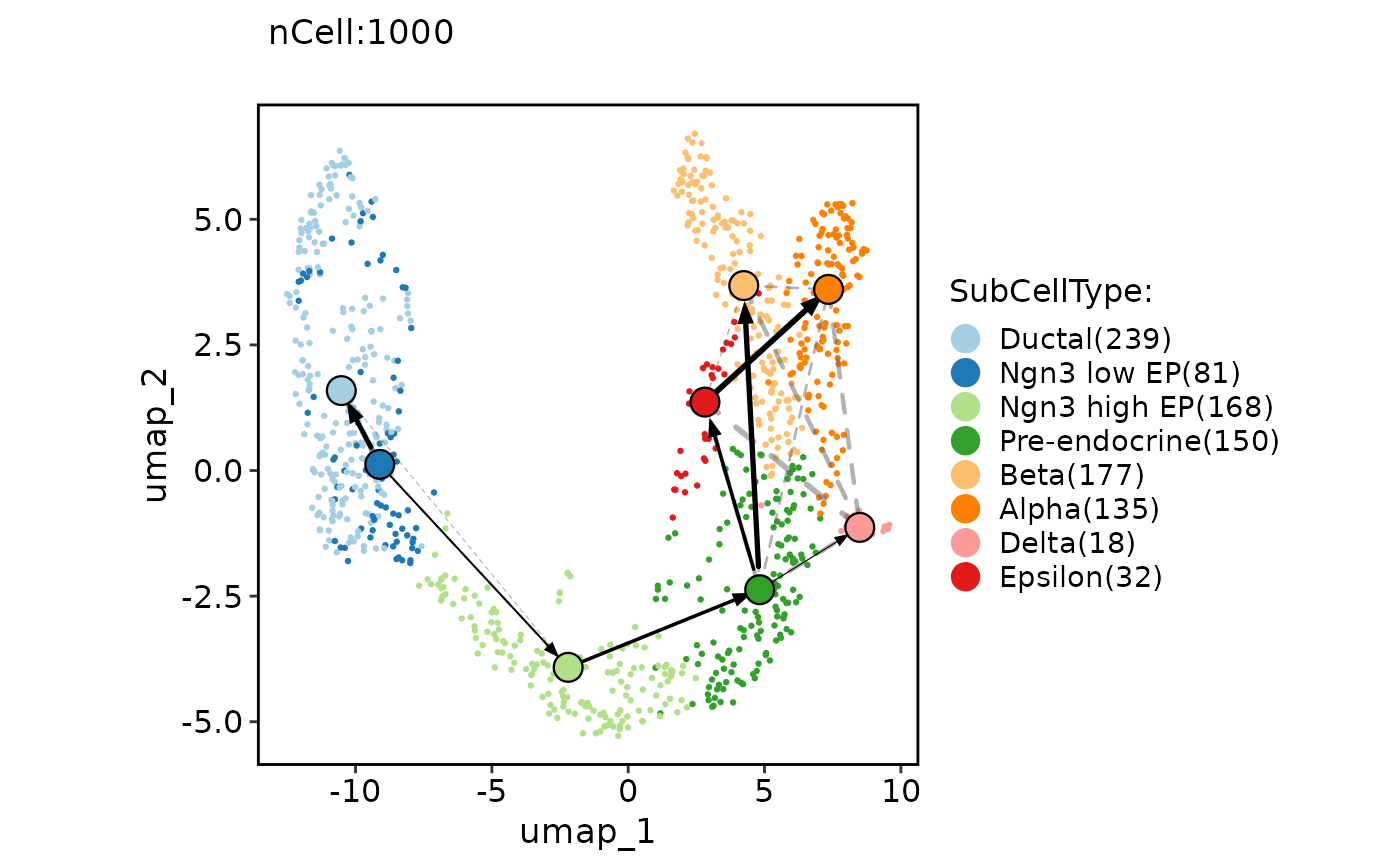 nCell:1000
umap_2
5.0
2.5
0.0
-2.5
-5.0
-10
-5
0
5
10
umap_1
SubCellType:
Ductal(239)
Ngn3 low EP(81)
Ngn3 high EP(168)
Pre-endocrine(150)
Beta(177)
Alpha(135)
Delta(18)
Epsilon(32)